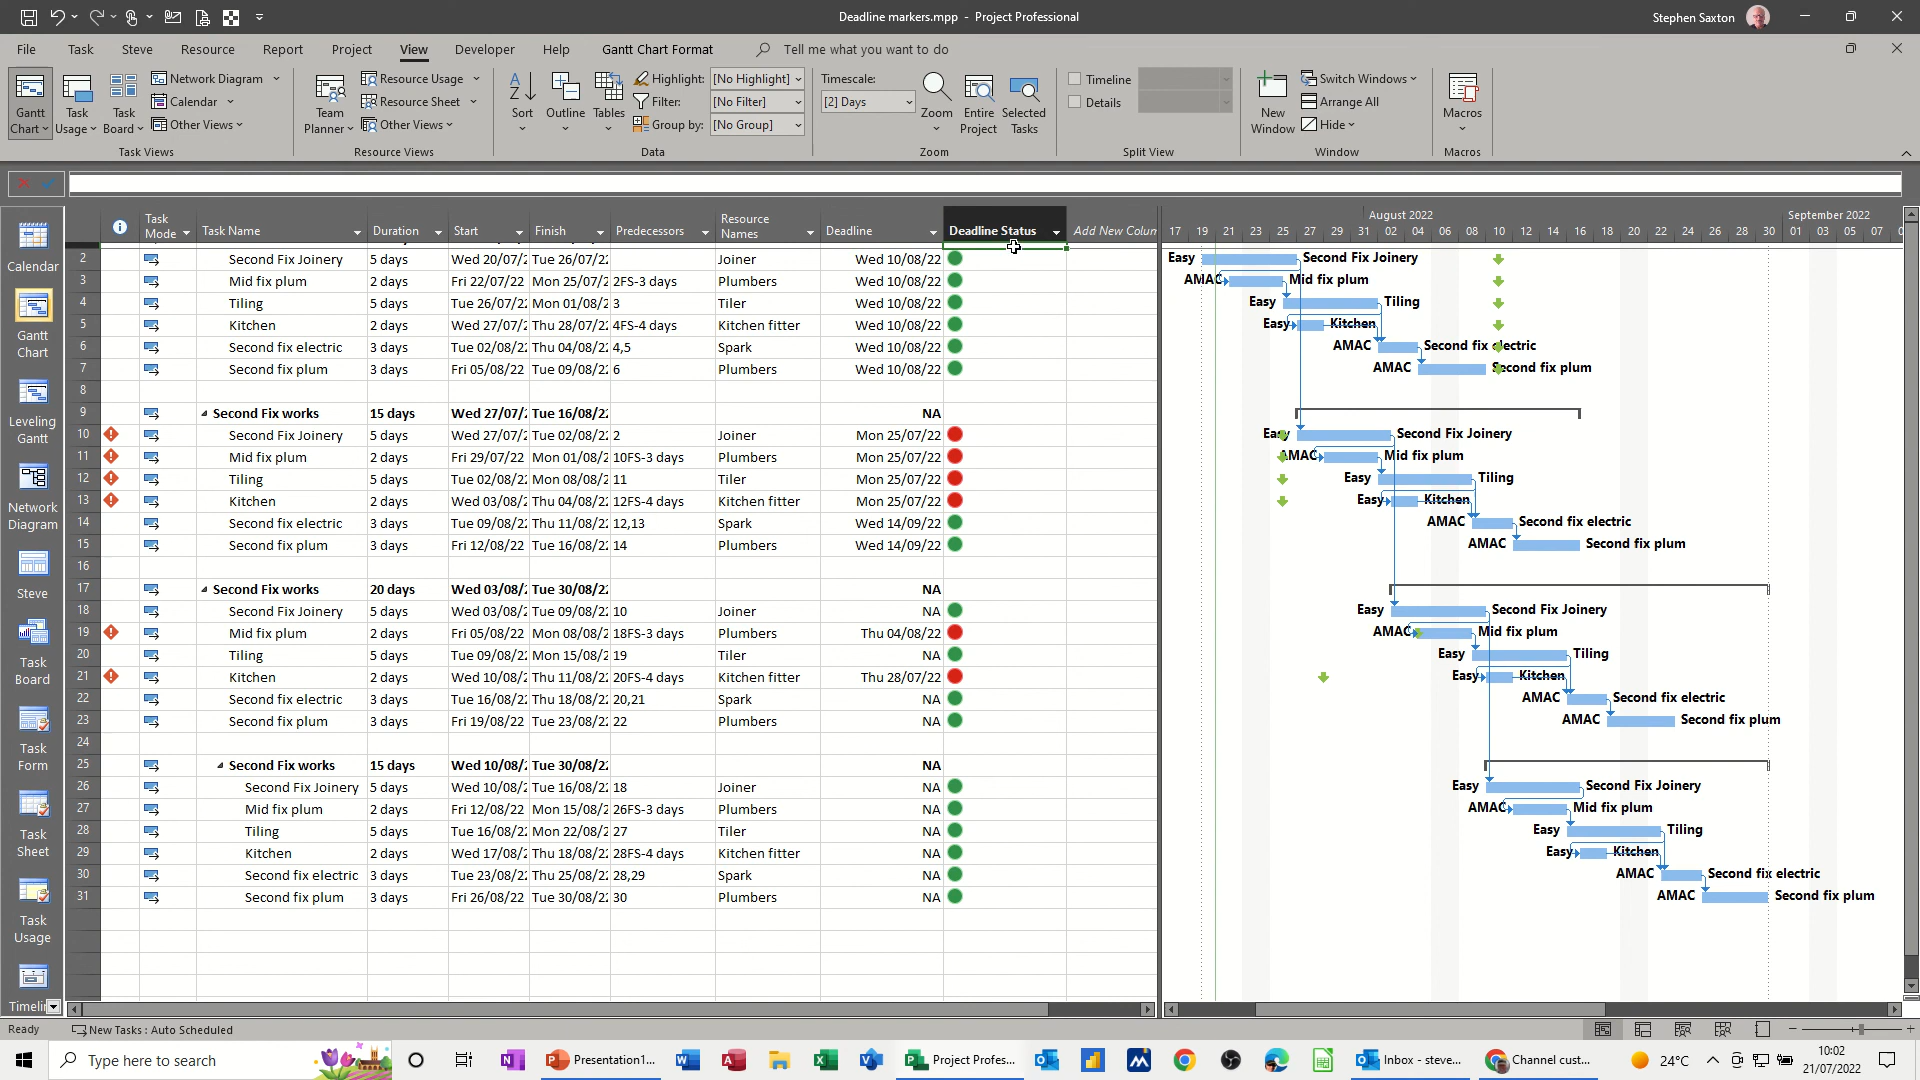 Deadline markers.mpp - Project Professional
Stephen Saxton
File Task Steve Resource Report Project View Developer Help Gantt Chart Format Tell me what you want to do
Gantt Chart
Task Usage
Task Board
Network Diagram
Calendar
Other Views
Task Views
Team Planner
Resource Usage
Resource Sheet
Other Views
Resource Views
Sort
Outline
Tables
Highlight: [No Highlight]
Filter: [No Filter]
Group by: [No Group]
Data
Timescale:
[2] Days
Zoom
Entire Project
Selected Tasks
Zoom
Timeline
Details
Split View
New Window
Switch Windows
Arrange All
Hide
Window
Macros
Macros
Calendar
Gantt Chart
Leveling Gantt
Network Diagram
Steve
Task Board
Task Form
Task Sheet
Task Usage
Timelin
Task Mode Task Name Duration Start Finish Predecessors Resource Names Deadline Deadline Status Add New Colum
2 Second Fix Joinery 5 days Wed 20/07/2 Tue 26/07/22 Joiner Wed 10/08/22
3 Mid fix plum 2 days Fri 22/07/22 Mon 25/07/2 2FS-3 days Plumbers Wed 10/08/22
4 Tiling 5 days Tue 26/07/22 Mon 01/08/2 3 Tiler Wed 10/08/22
5 Kitchen 2 days Wed 27/07/2 Thu 28/07/22 4FS-4 days Kitchen fitter Wed 10/08/22
6 Second fix electric 3 days Tue 02/08/22 Thu 04/08/22 4,5 Spark Wed 10/08/22
7 Second fix plum 3 days Fri 05/08/22 Tue 09/08/22 6 Plumbers Wed 10/08/22
8
9 Second Fix works 15 days Wed 27/07/ Tue 16/08/22 NA
10 Second Fix Joinery 5 days Wed 27/07/2 Tue 02/08/22 2 Joiner Mon 25/07/22
11 Mid fix plum 2 days Fri 29/07/22 Mon 01/08/2 10FS-3 days Plumbers Mon 25/07/22
12 Tiling 5 days Tue 02/08/22 Mon 08/08/2 11 Tiler Mon 25/07/22
13 Kitchen 2 days Wed 03/08/2 Thu 04/08/22 12FS-4 days Kitchen fitter Mon 25/07/22
14 Second fix electric 3 days Tue 09/08/22 Thu 11/08/22 12,13 Spark Wed 14/09/22
15 Second fix plum 3 days Fri 12/08/22 Tue 16/08/22 14 Plumbers Wed 14/09/22
16
17 Second Fix works 20 days Wed 03/08/ Tue 30/08/22 NA
18 Second Fix Joinery 5 days Wed 03/08/2 Tue 09/08/22 10 Joiner NA
19 Mid fix plum 2 days Fri 05/08/22 Mon 08/08/2 18FS-3 days Plumbers Thu 04/08/22
20 Tiling 5 days Tue 09/08/22 Mon 15/08/2 19 NA
21 Kitchen 2 days Wed 10/08/2 Thu 11/08/22 20FS-4 days Kitchen fitter Thu 28/07/22
22 Second fix electric 3 days Tue 16/08/22 Thu 18/08/22 20,21 Spark NA
23 Second fix plum 3 days Fri 19/08/22 Tue 23/08/22 22 Plumbers NA
24
25 Second Fix works 15 days Wed 10/08/ Tue 30/08/22 NA
26 Second Fix Joinery 5 days Wed 10/08/2 Tue 16/08/22 18 Joiner NA
27 Mid fix plum 2 days Fri 12/08/22 Mon 15/08/2 26FS-3 days Plumbers NA
28 Tiling 5 days Tue 16/08/22 Mon 22/08/2 27 NA
29 Kitchen 2 days Wed 17/08/2 Thu 18/08/22 28FS-4 days Kitchen fitter NA
30 Second fix electric 3 days Tue 23/08/22 Thu 25/08/22 28,29 Spark NA
31 Second fix plum 3 days Fri 26/08/22 Tue 30/08/22 30 Plumbers NA
August 2022 September 2022
17 19 21 23 25 27 29 31 02 04 06 08 10 12 14 16 18 20 22 24 26 28 30 01 03 05 07
Easy Second Fix Joinery
AMAC Mid fix plum
Easy Tiling
Easy Kitchen
AMAC Second fix electric
AMAC Second fix plum
Easy Second Fix Joinery
AMAC Mid fix plum
Easy Tiling
Easy Kitchen
AMAC Second fix electric
AMAC Second fix plum
Easy Second Fix Joinery
AMAC Mid fix plum
Easy Tiling
Easy Kitchen
AMAC Second fix electric
AMAC Second fix plum
Easy Second Fix Joinery
AMAC Mid fix plum
Easy Tiling
Easy Kitchen
AMAC Second fix electric
AMAC Second fix plum
Ready New Tasks : Auto Scheduled
Type here to search
Presentation1...
Project Profes...
Inbox - steve...
Channel cust...
24°C
10:02
21/07/2022